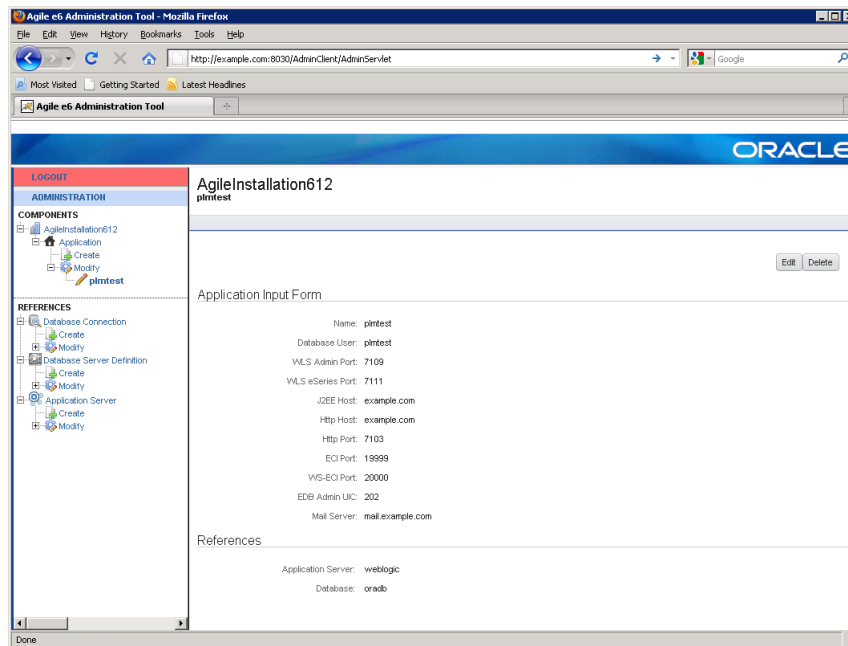 Agile e6 Administration Tool - Mozilla Firefox
File Edit View History Bookmarks Tools Help
http://example.com:8030/AdminClient/AdminServlet
Google
Most Visited Getting Started Latest Headlines
Agile e6 Administration Tool
ORACLE
LOGOUT
ADMINISTRATION
COMPONENTS
AgileInstallation612
Application
Create
Modify
plmtest
REFERENCES
Database Connection
Create
Modify
Database Server Definition
Create
Modify
Application Server
Create
Modify
AgileInstallation612
plmtest
Edit Delete
Application Input Form
Name: plmtest
Database User: plmtest
WLS Admin Port: 7109
WLS eSeries Port: 7111
J2EE Host: example.com
Http Host: example.com
Http Port: 7103
ECI Port: 19999
WS-ECI Port: 20000
EDB Admin UIC: 202
Mail Server: mail.example.com
References
Application Server: weblogic
Database: oradb
Done